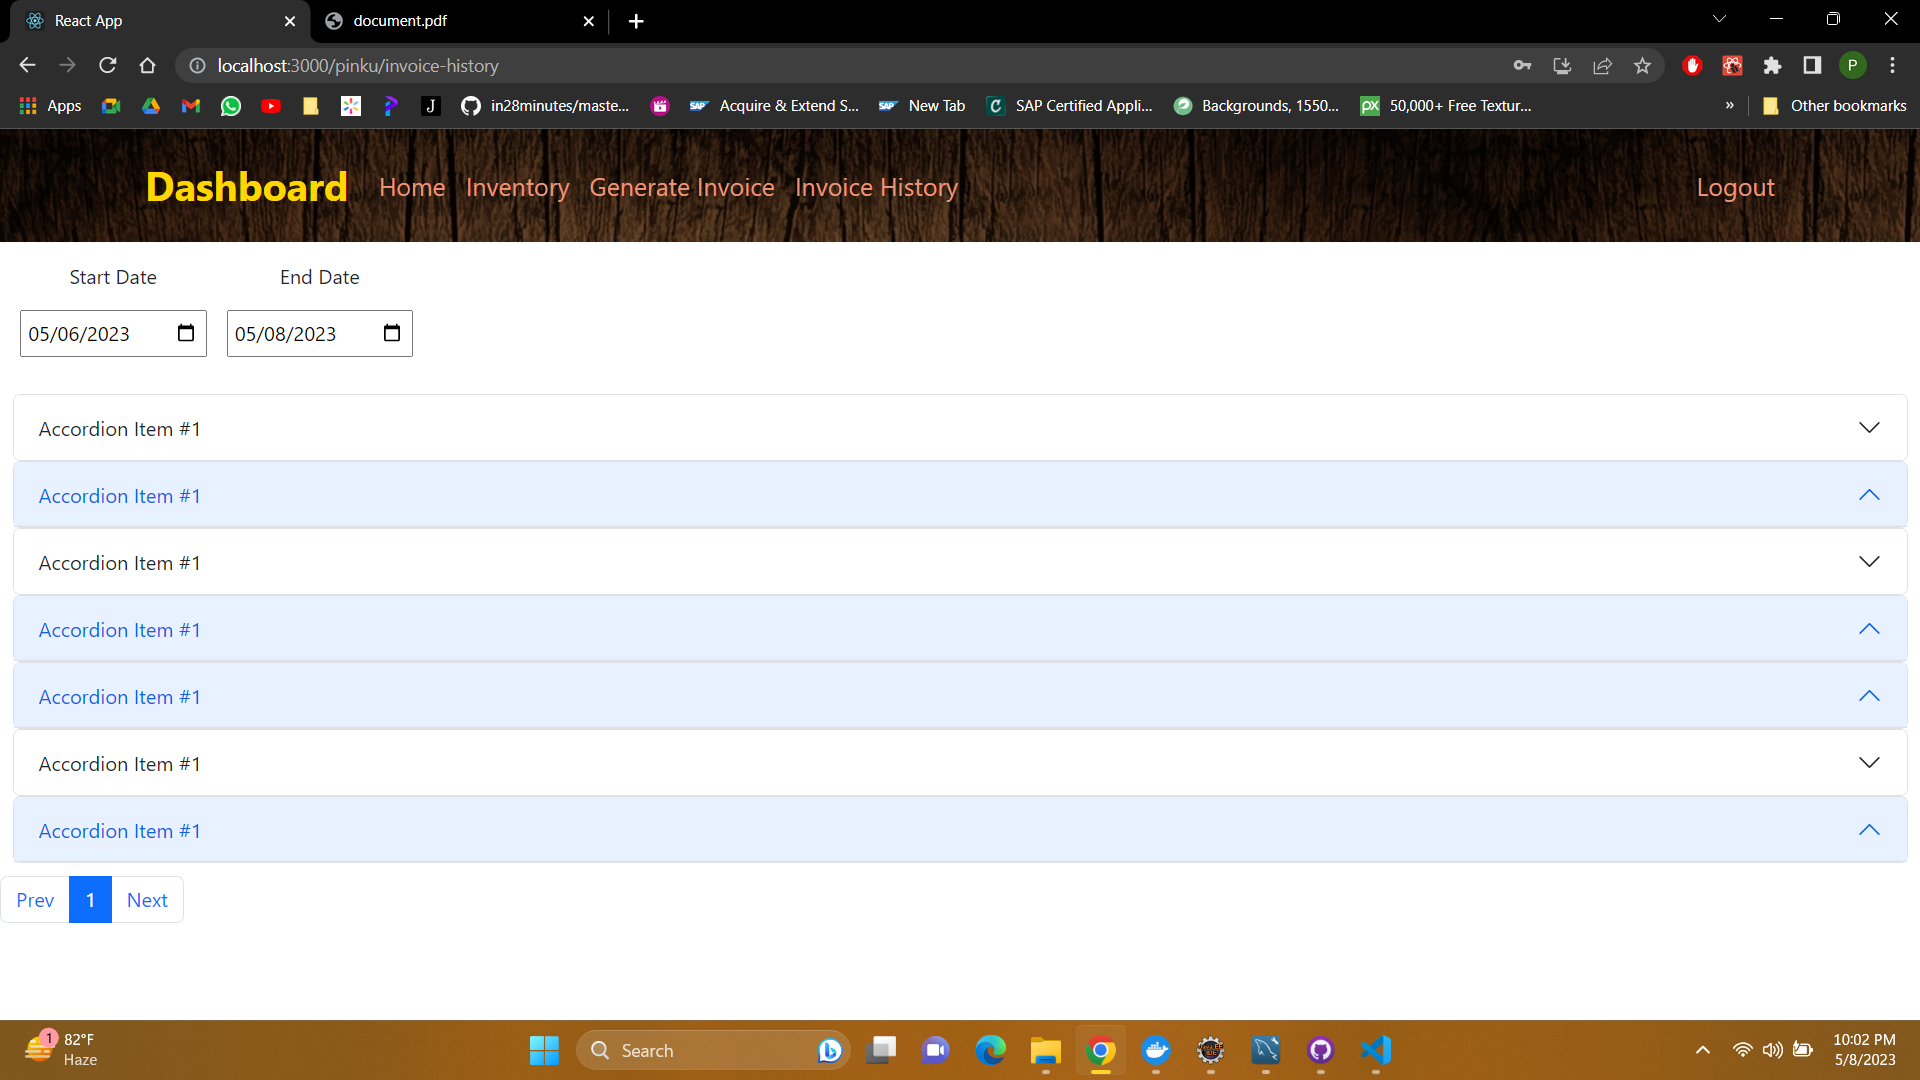 React App
document.pdf
localhost:3000/pinku/invoice-history
P
Apps
J
in28minutes/maste...
SAP Acquire & Extend S...
SAP New Tab
C SAP Certified Appli...
Backgrounds, 1550...
px 50,000+ Free Textur...
»
Other bookmarks
Dashboard
Home
Inventory
Generate Invoice
Invoice History
Logout
Start Date
End Date
05/06/2023
05/08/2023
Accordion Item #1
Accordion Item #1
Accordion Item #1
Accordion Item #1
Accordion Item #1
Accordion Item #1
Accordion Item #1
Prev
1
Next
1
82°F
Haze
Search
10:02 PM
5/8/2023